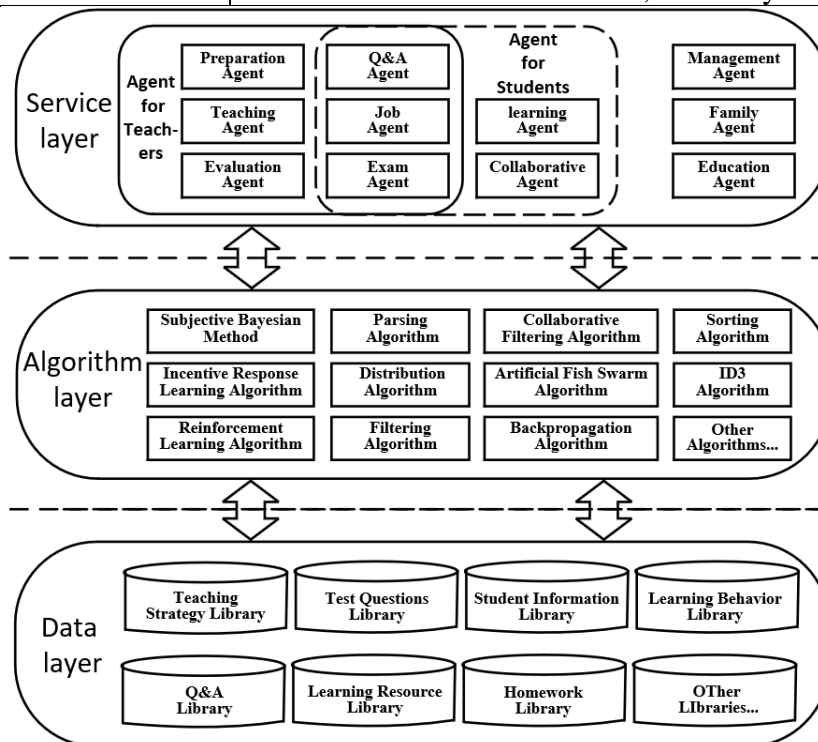 Service
layer
Agent
for
Teach-
ers
Preparation
Agent
Teaching
Agent
Evaluation
Agent
Q&A
Agent
Job
Agent
Exam
Agent
Agent
for
Students
learning
Agent
Collaborative
Agent
Management
Agent
Family
Agent
Education
Agent
Algorithm
layer
Subjective Bayesian
Method
Parsing
Algorithm
Collaborative
Filtering Algorithm
Sorting
Algorithm
Incentive Response
Learning Algorithm
Distribution
Algorithm
Artificial Fish Swarm
Algorithm
ID3
Algorithm
Reinforcement
Learning Algorithm
Filtering
Algorithm
Backpropagation
Algorithm
Other
Algorithms...
Data
layer
Teaching
Strategy Library
Test Questions
Library
Student Information
Library
Learning Behavior
Library
Q&A
Library
Learning Resource
Library
Homework
Library
OTher
LIbraries...